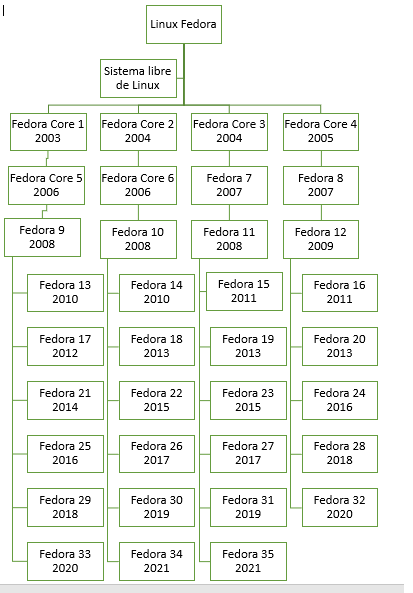 Linux Fedora
Sistema libre
de Linux
Fedora Core 1
2003
Fedora Core 2
2004
Fedora Core 3
2004
Fedora Core 4
2005
Fedora Core 5
2006
Fedora Core 6
2006
Fedora 7
2007
Fedora 8
2007
Fedora 9
2008
Fedora 10
2008
Fedora 11
2008
Fedora 12
2009
Fedora 13
2010
Fedora 14
2010
Fedora 15
2011
Fedora 16
2011
Fedora 17
2012
Fedora 18
2013
Fedora 19
2013
Fedora 20
2013
Fedora 21
2014
Fedora 22
2015
Fedora 23
2015
Fedora 24
2016
Fedora 25
2016
Fedora 26
2017
Fedora 27
2017
Fedora 28
2018
Fedora 29
2018
Fedora 30
2019
Fedora 31
2019
Fedora 32
2020
Fedora 33
2020
Fedora 34
2021
Fedora 35
2021